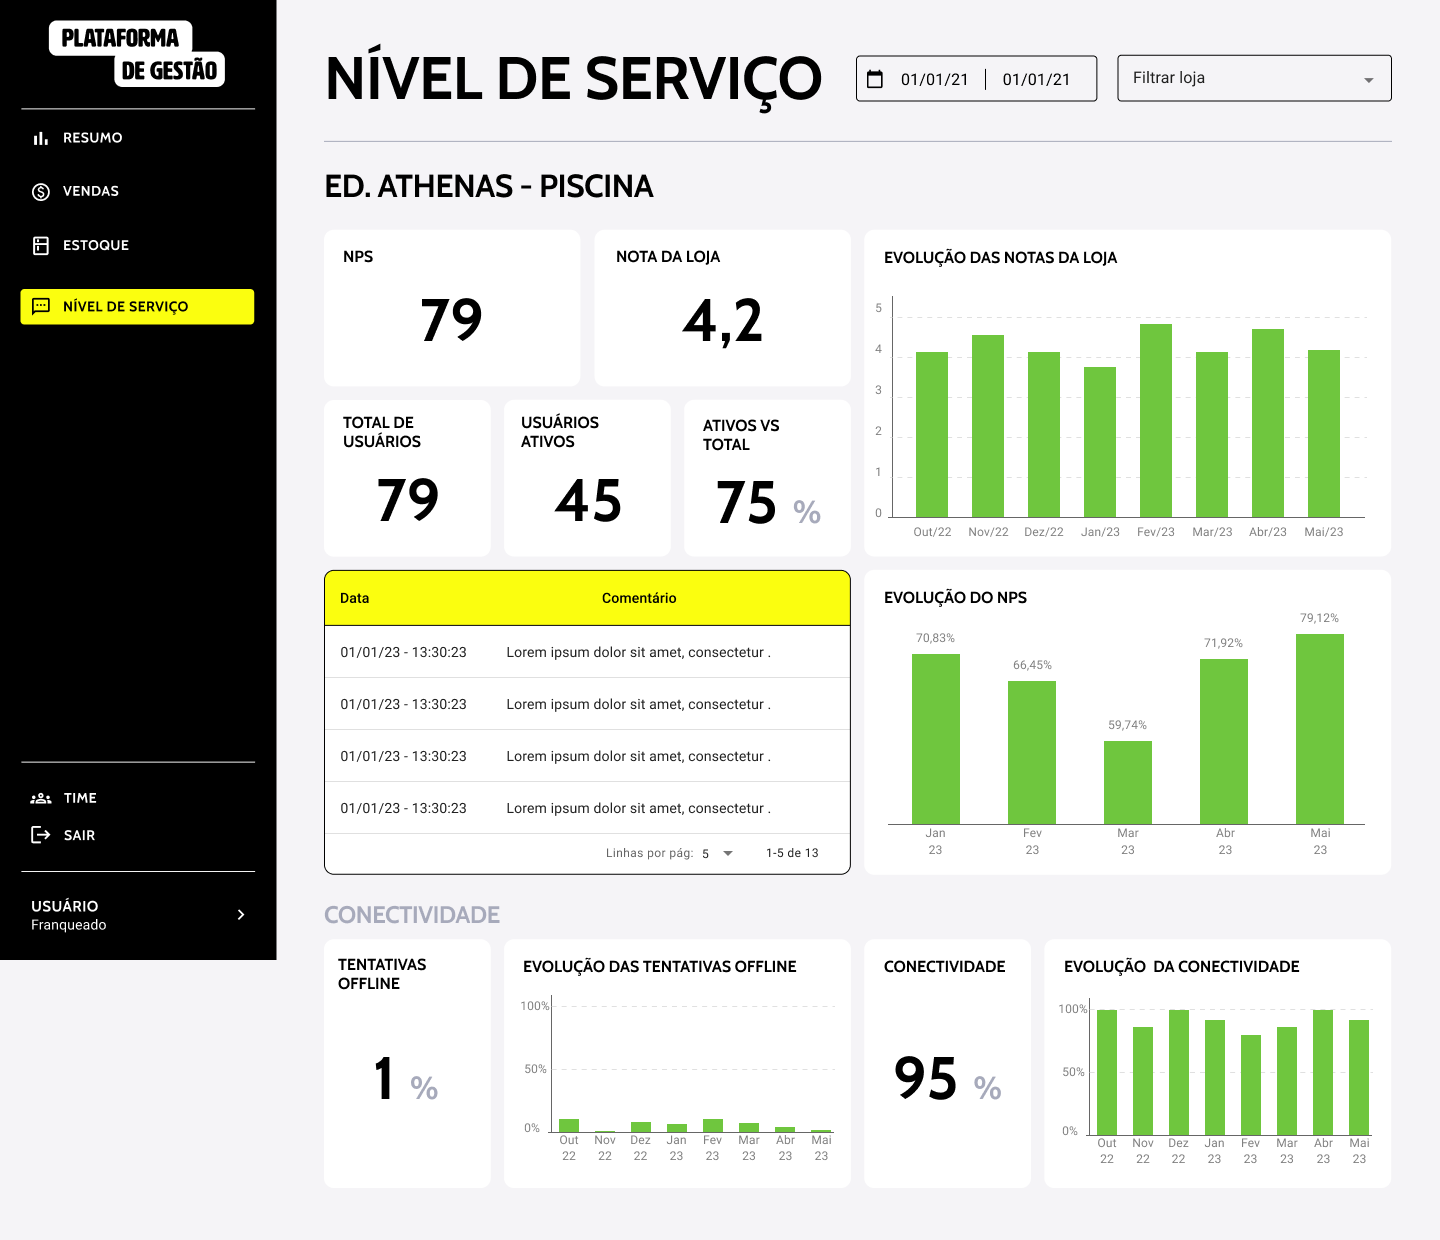 PLATAFORMA
DE GESTÃO
RESUMO
VENDAS
ESTOQUE
NÍVEL DE SERVIÇO
TIME
SAIR
USUÁRIO
Franqueado
NÍVEL DE SERVIÇO
01/01/21 | 01/01/21
Filtrar loja
ED. ATHENAS - PISCINA
NPS
79
NOTA DA LOJA
4,2
TOTAL DE
USUÁRIOS
79
USUÁRIOS
ATIVOS
45
ATIVOS VS
TOTAL
75 %
EVOLUÇÃO DAS NOTAS DA LOJA
5
4
3
2
1
0
Out/22 Nov/22 Dez/22 Jan/23 Fev/23 Mar/23 Abr/23 Mai/23
Data Comentário
01/01/23 - 13:30:23 Lorem ipsum dolor sit amet, consectetur .
01/01/23 - 13:30:23 Lorem ipsum dolor sit amet, consectetur .
01/01/23 - 13:30:23 Lorem ipsum dolor sit amet, consectetur .
01/01/23 - 13:30:23 Lorem ipsum dolor sit amet, consectetur .
Linhas por pág: 5 1-5 de 13
EVOLUÇÃO DO NPS
70,83% 66,45% 59,74% 71,92% 79,12%
Jan Fev Mar Abr Mai
23 23 23 23 23
CONECTIVIDADE
TENTATIVAS
OFFLINE
1 %
EVOLUÇÃO DAS TENTATIVAS OFFLINE
100%
50%
0%
Out Nov Dez Jan Fev Mar Abr Mai
22 22 22 23 23 23 23 23
CONECTIVIDADE
95 %
EVOLUÇÃO DA CONECTIVIDADE
100%
50%
0%
Out Nov Dez Jan Fev Mar Abr Mai
22 22 22 23 23 23 23 23